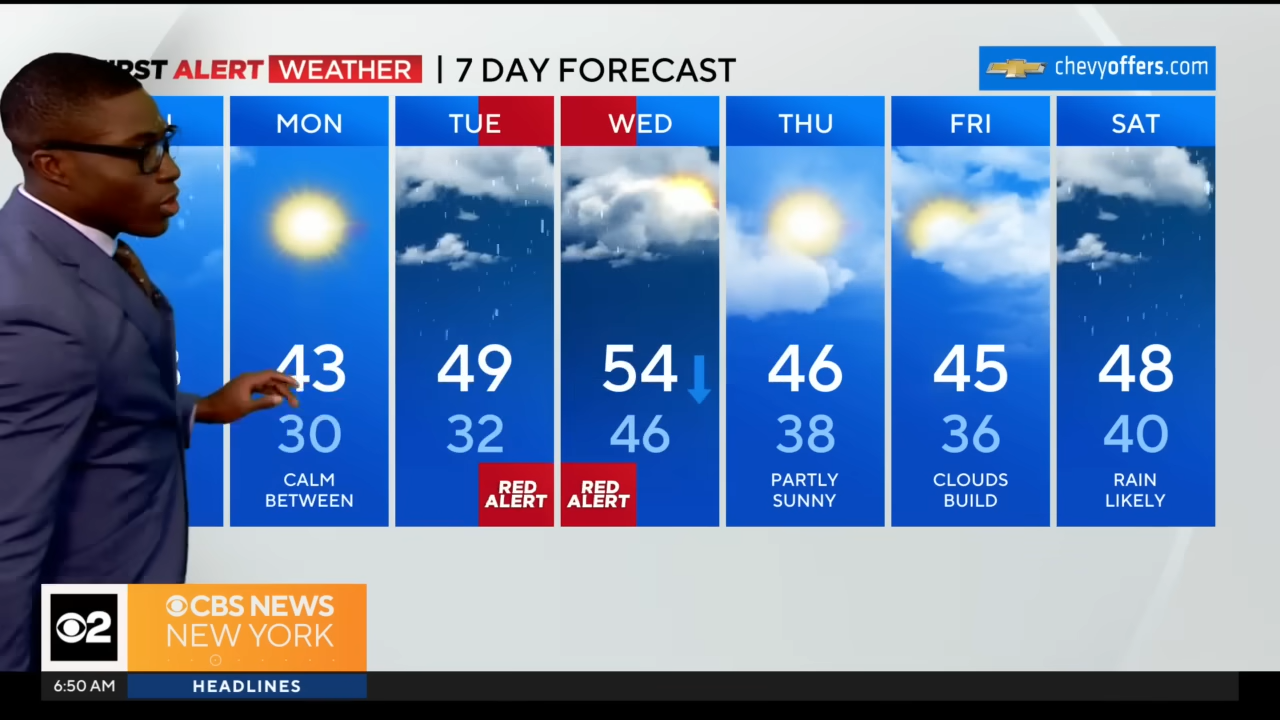 FIRST ALERT WEATHER | 7 DAY FORECAST
chevyoffers.com
MON
TUE
WED
THU
FRI
SAT
43
49
54
46
45
48
30
32
46
38
36
40
CALM
BETWEEN
RED
ALERT
RED
ALERT
PARTLY
SUNNY
CLOUDS
BUILD
RAIN
LIKELY
2
CBS NEWS
NEW YORK
6:50 AM
HEADLINES